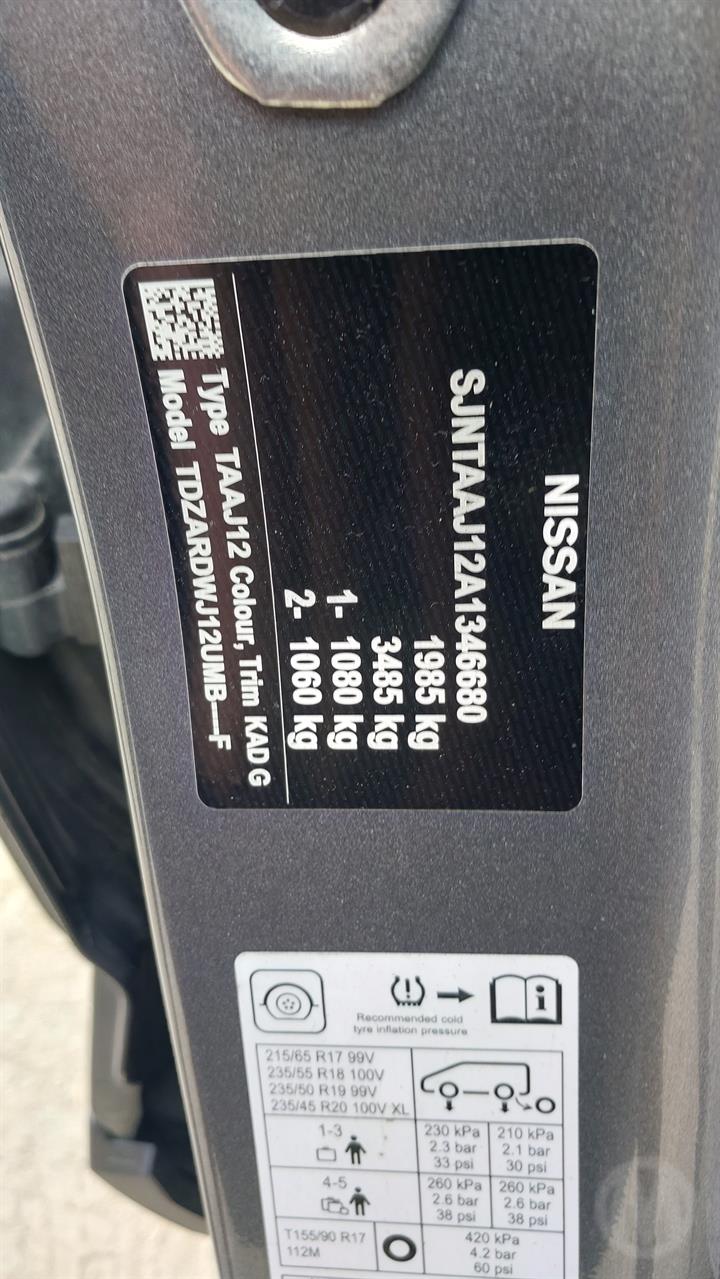 NISSAN
SJNTAAJ12A1346680
1985 kg
3485 kg
1- 1080 kg
2- 1060 kg
Type TAAJ12 Colour, Trim KAD G
Model TDZARDWJ12UMB----F
Recommended cold
tyre inflation pressure
i
215/65 R17 99V
235/55 R18 100V
235/50 R19 99V
235/45 R20 100V XL
1-3
230 kPa 210 kPa
2.3 bar 2.1 bar
33 psi 30 psi
4-5
260 kPa 260 kPa
2.6 bar 2.6 bar
38 psi 38 psi
T155/90 R17
112M
420 kPa
4.2 bar
60 psi